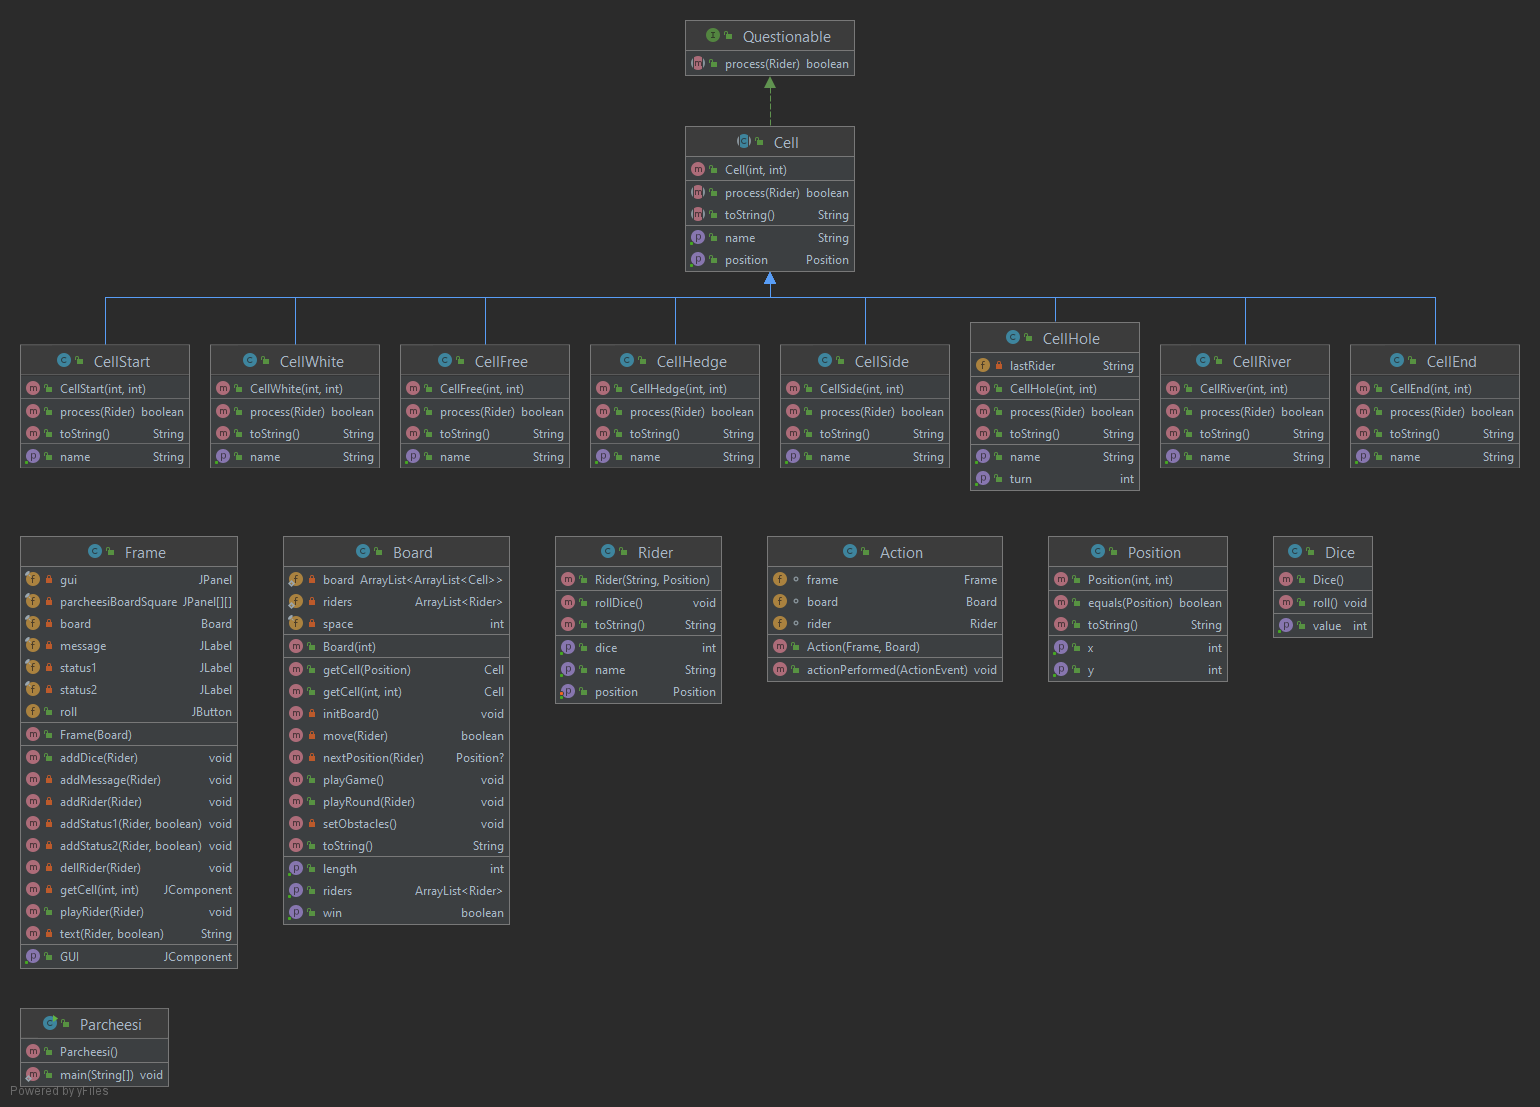 Questionable
process(Rider) boolean
Cell
Cell(int, int)
process(Rider) boolean
toString() String
name String
position Position
CellStart
CellStart(int, int)
process(Rider) boolean
toString() String
name String
CellWhite
CellWhite(int, int)
process(Rider) boolean
toString() String
name String
CellFree
CellFree(int, int)
process(Rider) boolean
toString() String
name String
CellHedge
CellHedge(int, int)
process(Rider) boolean
toString() String
name String
CellSide
CellSide(int, int)
process(Rider) boolean
toString() String
name String
CellHole
lastRider String
CellHole(int, int)
process(Rider) boolean
toString() String
name String
turn int
CellRiver
CellRiver(int, int)
process(Rider) boolean
toString() String
name String
CellEnd
CellEnd(int, int)
process(Rider) boolean
toString() String
name String
Frame
gui JPanel
parcheesiBoardSquare JPanel[][]
board Board
message JLabel
status1 JLabel
status2 JLabel
roll JButton
Frame(Board)
addDice(Rider) void
addMessage(Rider) void
addRider(Rider) void
addStatus1(Rider, boolean) void
addStatus2(Rider, boolean) void
dellRider(Rider) void
getCell(int, int) JComponent
playRider(Rider) void
text(Rider, boolean) String
GUI JComponent
Board
board ArrayList<ArrayList<Cell>>
riders ArrayList<Rider>
space int
Board(int)
getCell(Position) Cell
getCell(int, int) Cell
initBoard() void
move(Rider) boolean
nextPosition(Rider) Position?
playGame() void
playRound(Rider) void
setObstacles() void
toString() String
length int
riders ArrayList<Rider>
win boolean
Rider
Rider(String, Position)
rollDice() void
toString() String
dice int
name String
position Position
Action
frame Frame
board Board
rider Rider
Action(Frame, Board)
actionPerformed(ActionEvent) void
Position
Position(int, int)
equals(Position) boolean
toString() String
x int
y int
Dice
Dice()
roll() void
value int
Parcheesi
Parcheesi()
main(String[]) void
Powered by yFiles